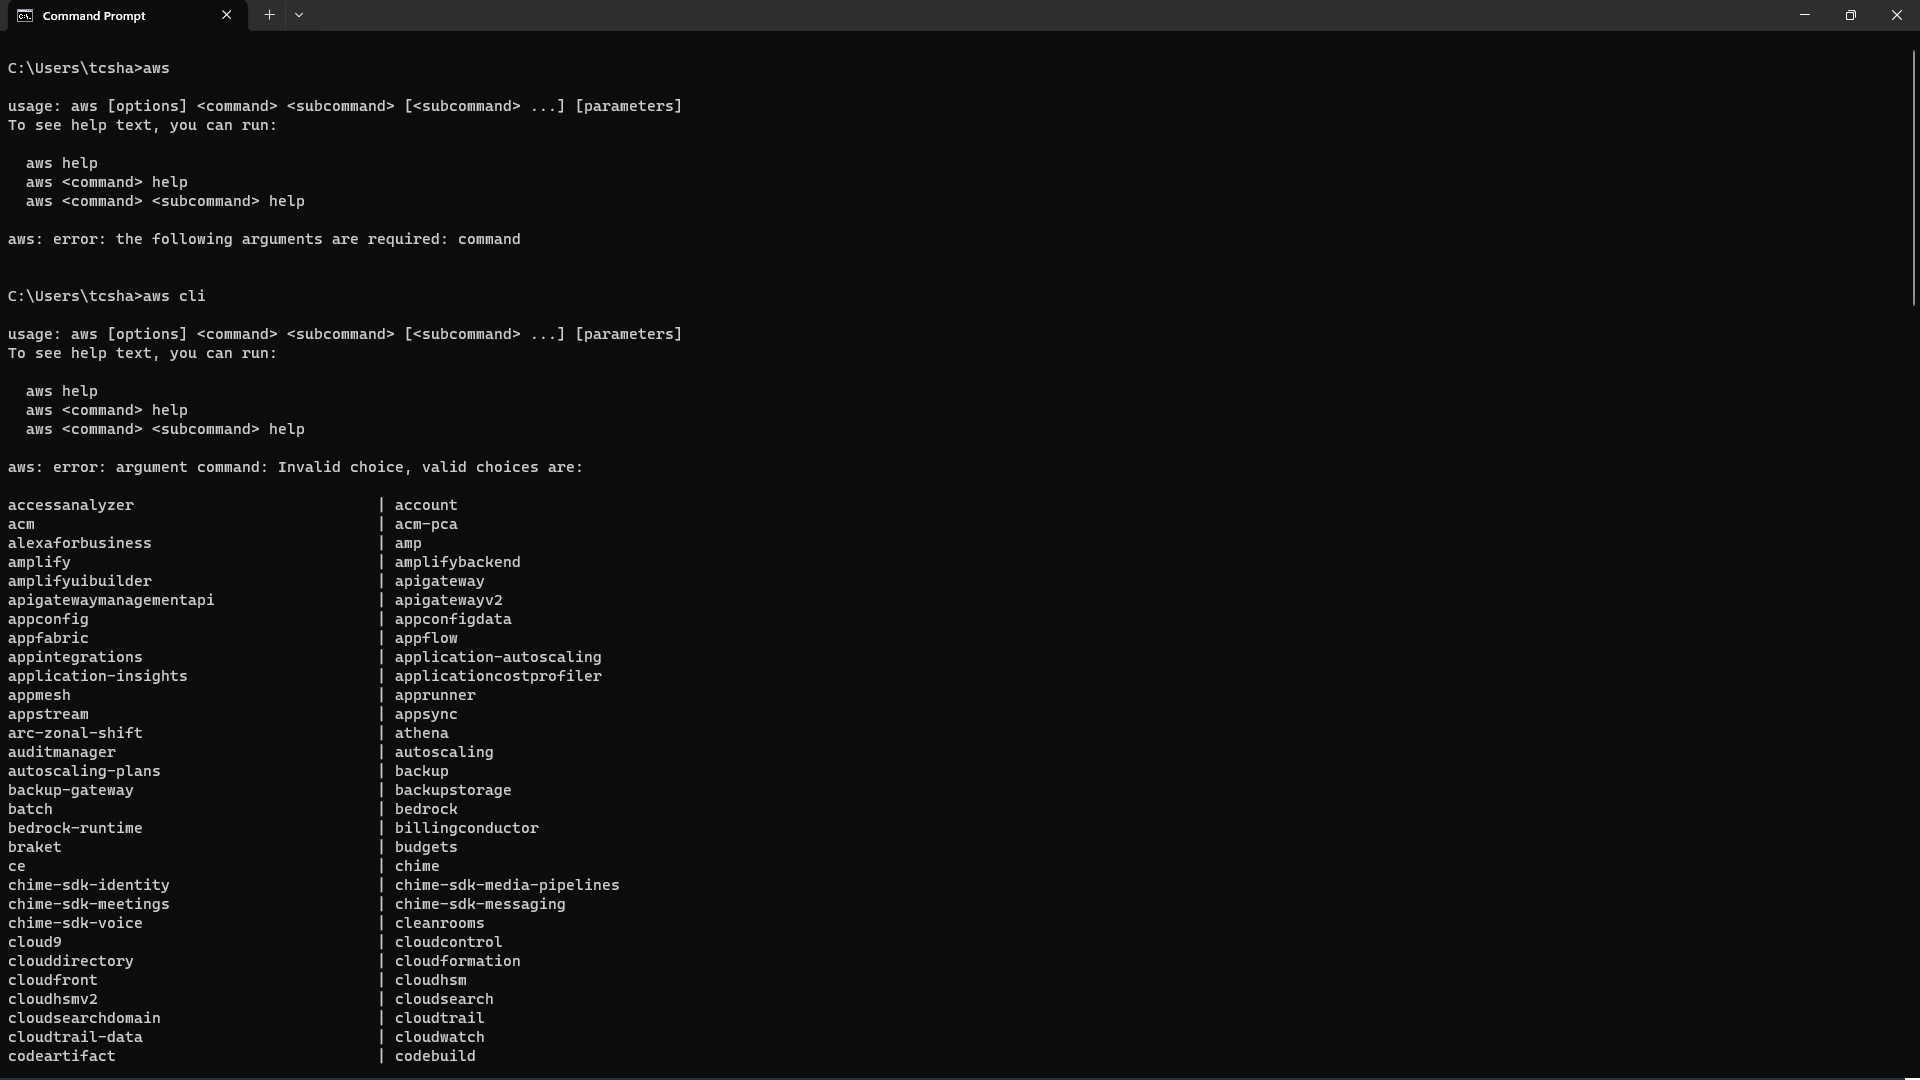 Command Prompt
C:\Users\tcsha>aws
usage: aws [options] <command> <subcommand> [<subcommand> ...] [parameters]
To see help text, you can run:
aws help
aws <command> help
aws <command> <subcommand> help
aws: error: the following arguments are required: command
C:\Users\tcsha>aws cli
usage: aws [options] <command> <subcommand> [<subcommand> ...] [parameters]
To see help text, you can run:
aws help
aws <command> help
aws <command> <subcommand> help
aws: error: argument command: Invalid choice, valid choices are:
accessanalyzer | account
acm | acm-pca
alexaforbusiness | amp
amplify | amplifybackend
amplifyuibuilder | apigateway
apigatewaymanagementapi | apigatewayv2
appconfig | appconfigdata
appfabric | appflow
appintegrations | application-autoscaling
application-insights | applicationcostprofiler
appmesh | apprunner
appstream | appsync
arc-zonal-shift | athena
auditmanager | autoscaling
autoscaling-plans | backup
backup-gateway | backupstorage
batch | bedrock
bedrock-runtime | billingconductor
braket | budgets
ce | chime
chime-sdk-identity | chime-sdk-media-pipelines
chime-sdk-meetings | chime-sdk-messaging
chime-sdk-voice | cleanrooms
cloud9 | cloudcontrol
clouddirectory | cloudformation
cloudfront | cloudhsm
cloudhsmv2 | cloudsearch
cloudsearchdomain | cloudtrail
cloudtrail-data | cloudwatch
codeartifact | codebuild